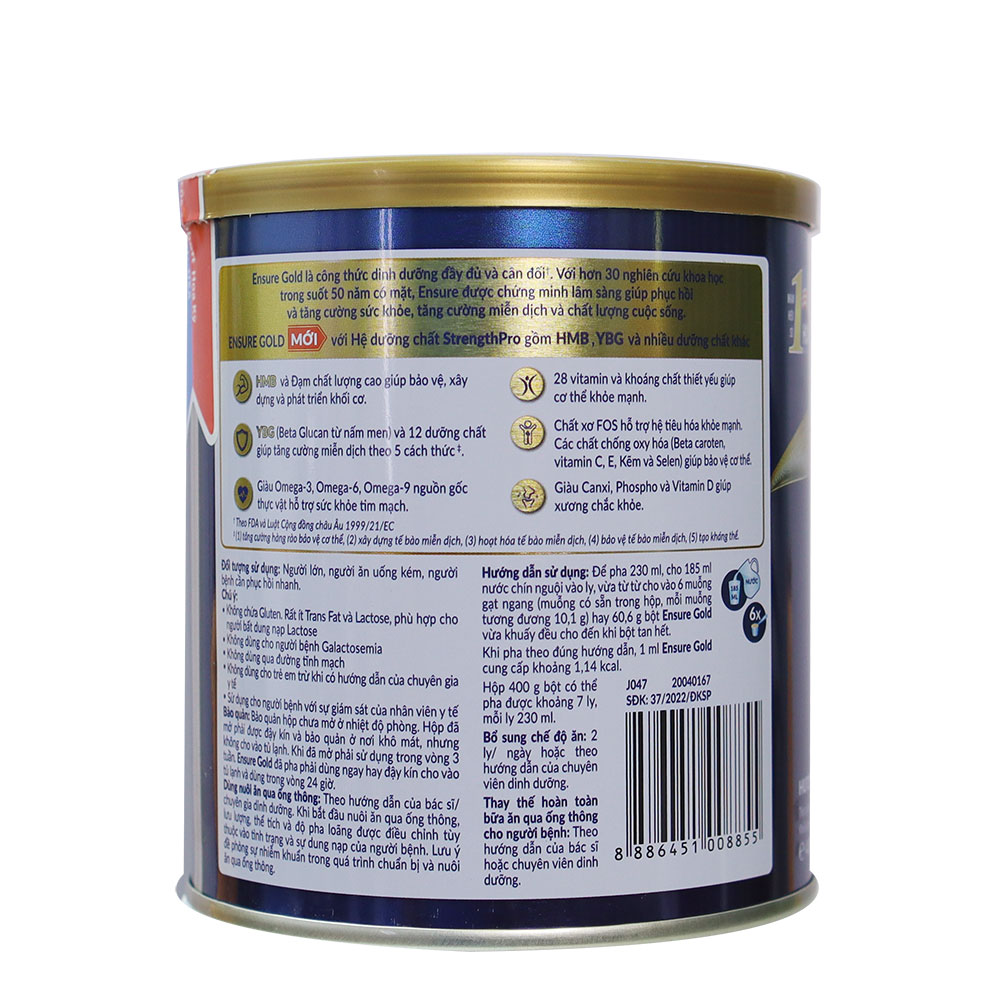 Ensure Gold là công thức dinh dưỡng đầy đủ và cân đối†. Với hơn 30 nghiên cứu khoa học
trong suốt 50 năm có mặt, Ensure được chứng minh lâm sàng giúp phục hồi
và tăng cường sức khỏe, tăng cường miễn dịch và chất lượng cuộc sống.
ENSURE GOLD MỚI với Hệ dưỡng chất StrengthPro gồm HMB ,YBG và nhiều dưỡng chất khác
HMB và Đạm chất lượng cao giúp bảo vệ, xây
dựng và phát triển khối cơ.
YBG (Beta Glucan từ nấm men) và 12 dưỡng chất
giúp tăng cường miễn dịch theo 5 cách thức‡.
Giàu Omega-3, Omega-6, Omega-9 nguồn gốc
thực vật hỗ trợ sức khỏe tim mạch.
28 vitamin và khoáng chất thiết yếu giúp
cơ thể khỏe mạnh.
Chất xơ FOS hỗ trợ hệ tiêu hóa khỏe mạnh.
Các chất chống oxy hóa (Beta caroten,
vitamin C, E, Kẽm và Selen) giúp bảo vệ cơ thể.
Giàu Canxi, Phospho và Vitamin D giúp
xương chắc khỏe.
† Theo FDA và Luật Cộng đồng châu Âu 1999/21/EC
‡ (1) tăng cường hàng rào bảo vệ cơ thể, (2) xây dựng tế bào miễn dịch, (3) hoạt hóa tế bào miễn dịch, (4) bảo vệ tế bào miễn dịch, (5) tạo kháng thể.
Đối tượng sử dụng: Người lớn, người ăn uống kém, người
bệnh cần phục hồi nhanh.
Chú ý:
• Không chứa Gluten. Rất ít Trans Fat và Lactose, phù hợp cho
người bất dung nạp Lactose
• Không dùng cho người bệnh Galactosemia
• Không dùng qua đường tĩnh mạch
• Không dùng cho trẻ em trừ khi có hướng dẫn của chuyên gia
y tế
• Sử dụng cho người bệnh với sự giám sát của nhân viên y tế
Bảo quản: Bảo quản hộp chưa mở ở nhiệt độ phòng. Hộp đã
mở phải được đậy kín và bảo quản ở nơi khô mát, nhưng
không cho vào tủ lạnh. Khi đã mở phải sử dụng trong vòng 3
tuần. Ensure Gold đã pha phải dùng ngay hay đậy kín cho vào
tủ lạnh và dùng trong vòng 24 giờ.
Dùng nuôi ăn qua ống thông: Theo hướng dẫn của bác sĩ/
chuyên gia dinh dưỡng. Khi bắt đầu nuôi ăn qua ống thông,
lưu lượng, thể tích và độ pha loãng được điều chỉnh tùy
thuộc vào tình trạng và sự dung nạp của người bệnh. Lưu ý
đề phòng sự nhiễm khuẩn trong quá trình chuẩn bị và nuôi
ăn qua ống thông.
Hướng dẫn sử dụng: Để pha 230 ml, cho 185 ml
nước chín nguội vào ly, vừa từ từ cho vào 6 muỗng
gạt ngang (muỗng có sẵn trong hộp, mỗi muỗng
tương đương 10,1 g) hay 60,6 g bột Ensure Gold
vừa khuấy đều cho đến khi bột tan hết.
Khi pha theo đúng hướng dẫn, 1 ml Ensure Gold
cung cấp khoảng 1,14 kcal.
Hộp 400 g bột có thể
pha được khoảng 7 ly,
mỗi ly 230 ml.
Bổ sung chế độ ăn: 2
ly/ ngày hoặc theo
hướng dẫn của chuyên
viên dinh dưỡng.
Thay thế hoàn toàn
bữa ăn qua ống thông
cho người bệnh: Theo
hướng dẫn của bác sĩ
hoặc chuyên viên dinh
dưỡng.
185 ML
NƯỚC
6x
J047 20040167
SĐK: 37/2022/ĐKSP
8 886451 008855
1